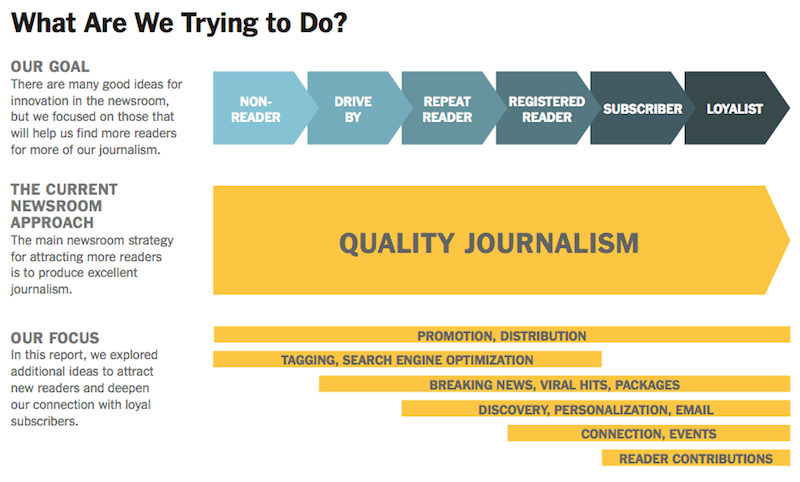 What Are We Trying to Do?
OUR GOAL
There are many good ideas for
innovation in the newsroom,
but we focused on those that
will help us find more readers
for more of our journalism.
NON-
READER
DRIVE
BY
REPEAT
READER
REGISTERED
READER
SUBSCRIBER
LOYALIST
THE CURRENT
NEWSROOM
APPROACH
The main newsroom strategy
for attracting more readers
is to produce excellent
journalism.
QUALITY JOURNALISM
OUR FOCUS
In this report, we explored
additional ideas to attract
new readers and deepen
our connection with loyal
subscribers.
PROMOTION, DISTRIBUTION
TAGGING, SEARCH ENGINE OPTIMIZATION
BREAKING NEWS, VIRAL HITS, PACKAGES
DISCOVERY, PERSONALIZATION, EMAIL
CONNECTION, EVENTS
READER CONTRIBUTIONS